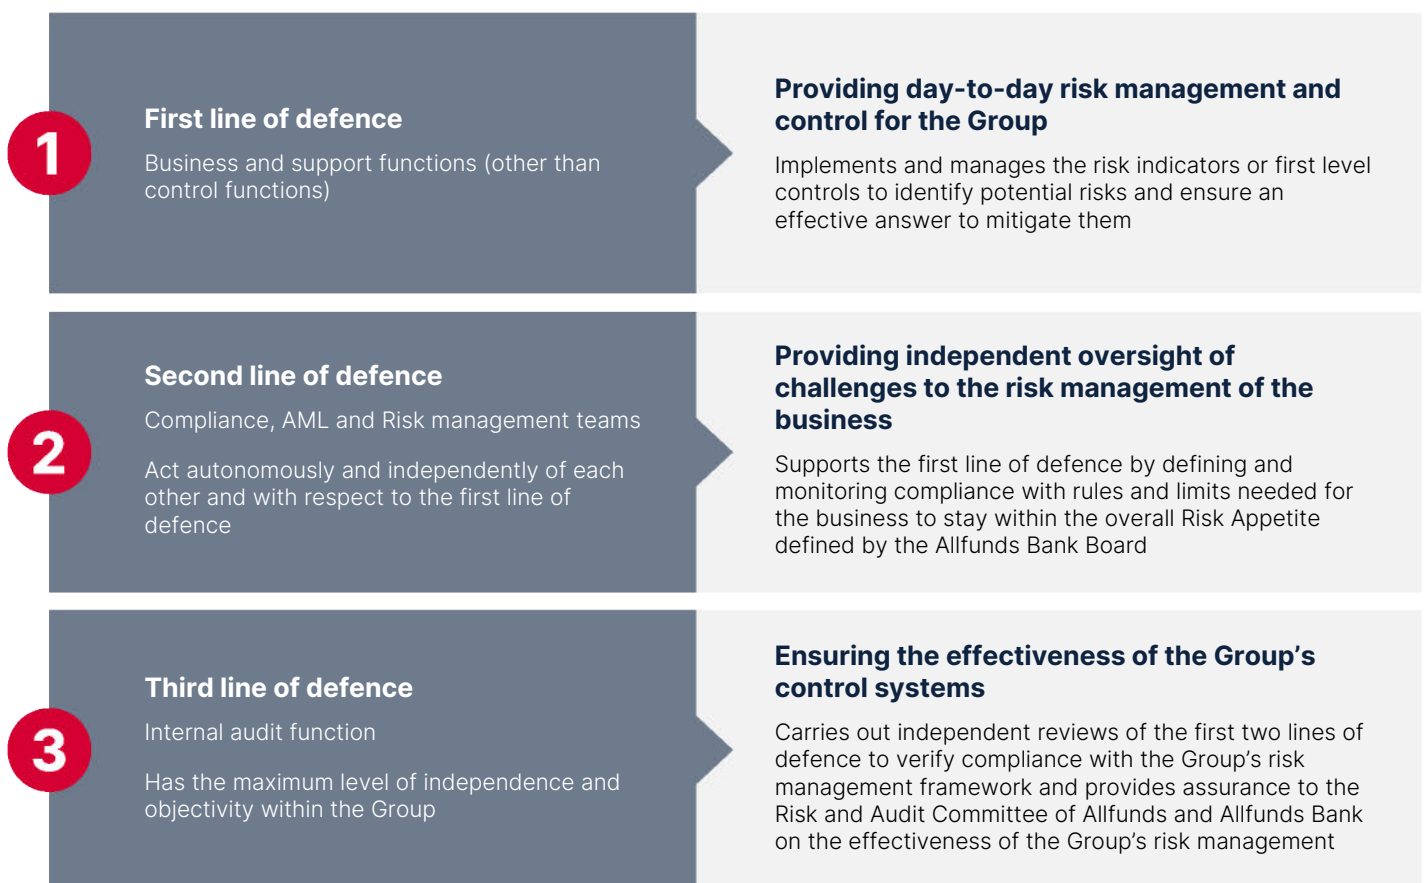 1
First line of defence
Business and support functions (other than
control functions)
Providing day-to-day risk management and
control for the Group
Implements and manages the risk indicators or first level
controls to identify potential risks and ensure an
effective answer to mitigate them
2
Second line of defence
Compliance, AML and Risk management teams
Act autonomously and independently of each
other and with respect to the first line of
defence
Providing independent oversight of
challenges to the risk management of the
business
Supports the first line of defence by defining and
monitoring compliance with rules and limits needed for
the business to stay within the overall Risk Appetite
defined by the Allfunds Bank Board
3
Third line of defence
Internal audit function
Has the maximum level of independence and
objectivity within the Group
Ensuring the effectiveness of the Group’s
control systems
Carries out independent reviews of the first two lines of
defence to verify compliance with the Group’s risk
management framework and provides assurance to the
Risk and Audit Committee of Allfunds and Allfunds Bank
on the effectiveness of the Group’s risk management